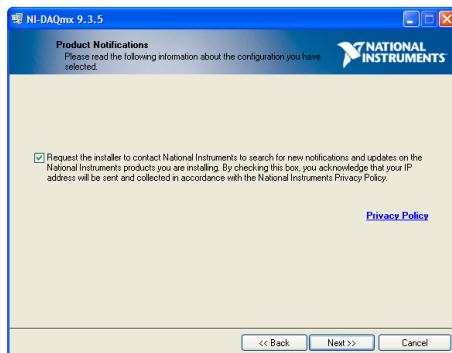 NI-DAQmx 9.3.5
Product Notifications
Please read the following information about the configuration you have
selected.
NATIONAL
INSTRUMENTS
Request the installer to contact National Instruments to search for new notifications and updates on the
National Instruments products you are installing. By checking this box, you acknowledge that your IP
address will be sent and collected in accordance with the National Instruments Privacy Policy.
Privacy Policy
<< Back
Next >>
Cancel